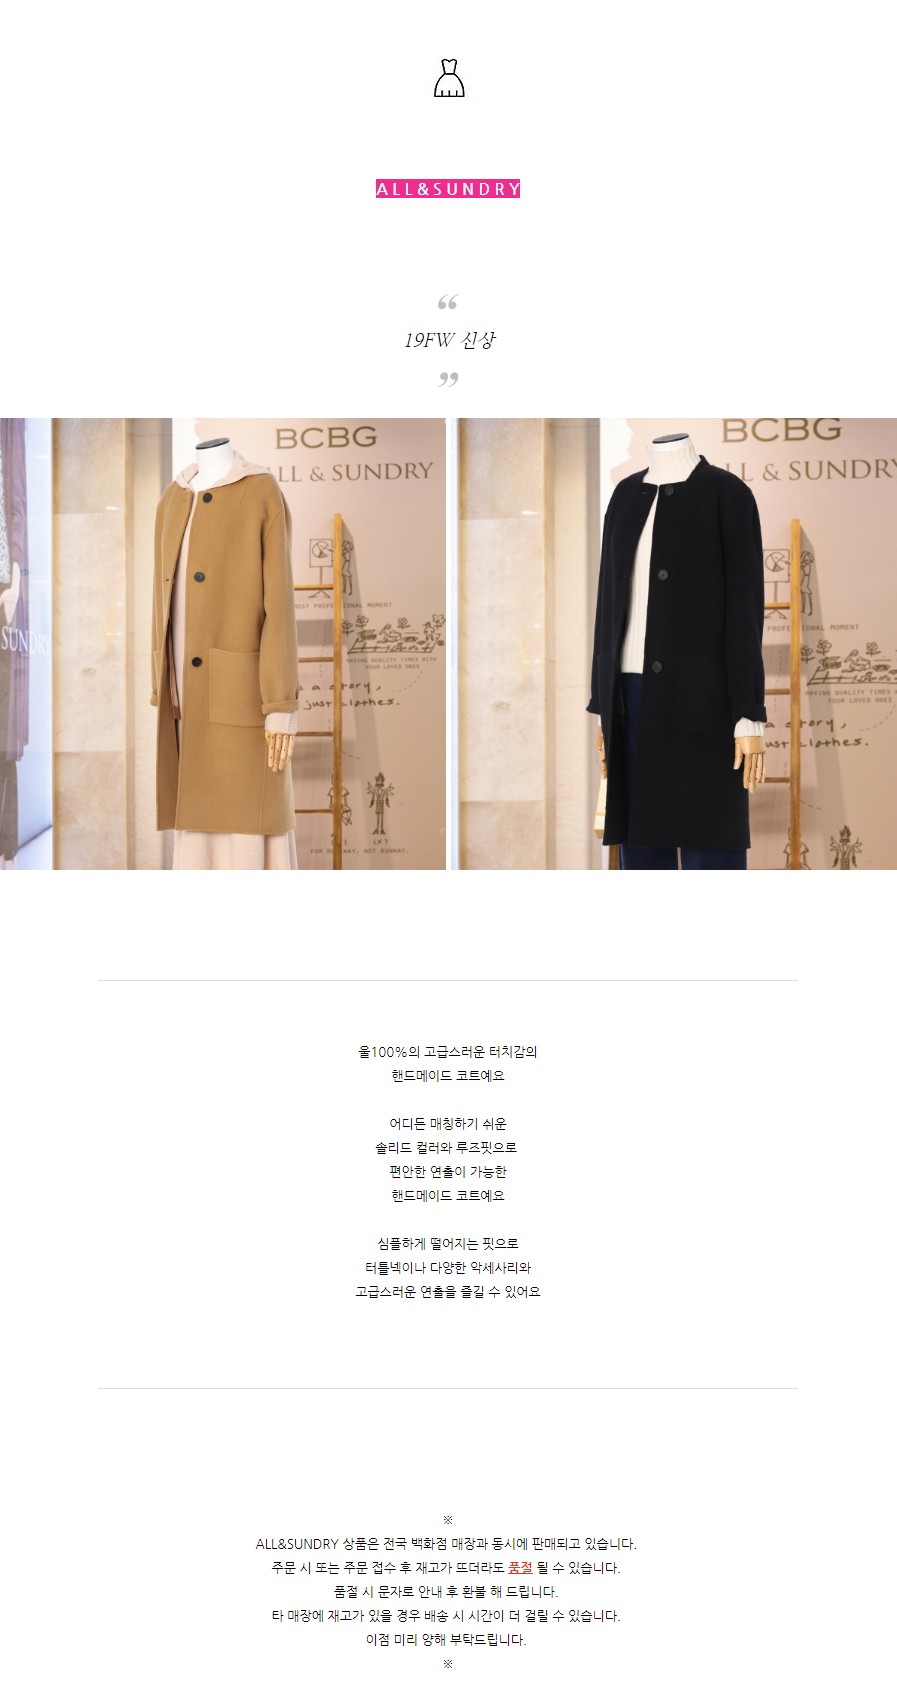 ALL&SUNDRY
“
19FW 신상
”
BCBG
ALL & SUNDRY
MOST PROFESSIONAL MOMENT
SUNDRY
HAVING QUALITY TIMES WITH
YOUR LOVED ONES
a story,
just clothes.
FOR RUNWAY, NOT RUNWAY.
BCBG
LL & SUNDRY
PROFESSIONAL MOMENT
HAVING QUALITY TIMES
YOUR LOVED ONES
a story,
just clothes.
울100%의 고급스러운 터치감의
핸드메이드 코트예요
어디든 매칭하기 쉬운
솔리드 컬러와 루즈핏으로
편안한 연출이 가능한
핸드메이드 코트예요
심플하게 떨어지는 핏으로
터틀넥이나 다양한 악세사리와
고급스러운 연출을 즐길 수 있어요
※
ALL&SUNDRY 상품은 전국 백화점 매장과 동시에 판매되고 있습니다.
주문 시 또는 주문 접수 후 재고가 뜨더라도 품절 될 수 있습니다.
품절 시 문자로 안내 후 환불 해 드립니다.
타 매장에 재고가 있을 경우 배송 시 시간이 더 걸릴 수 있습니다.
이점 미리 양해 부탁드립니다.
※